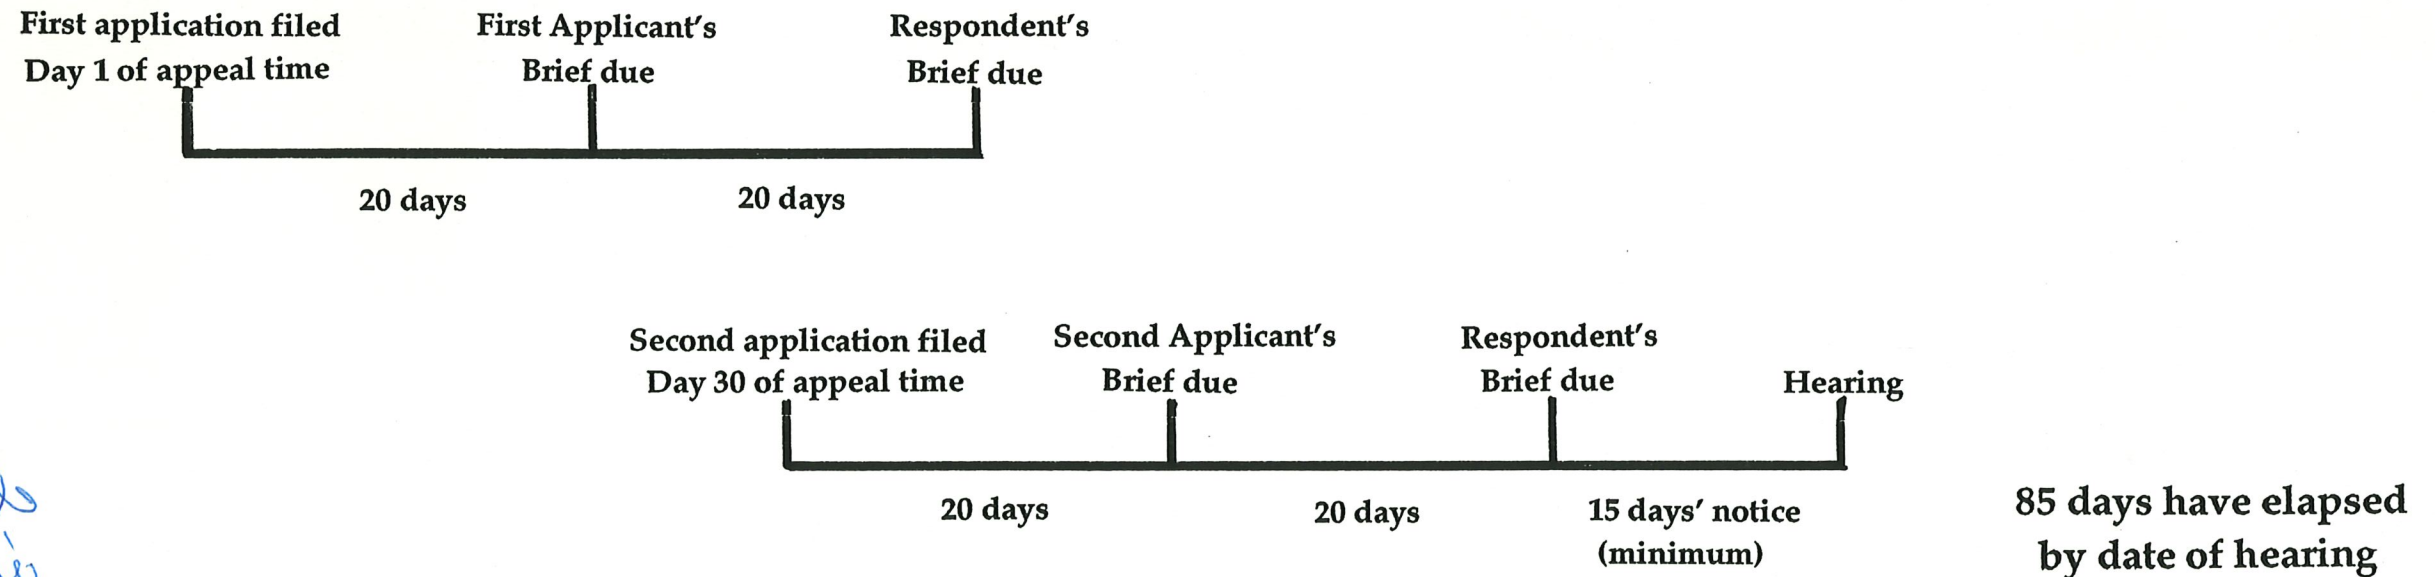 First application filed
Day 1 of appeal time
First Applicant's
Brief due
Respondent's
Brief due
20 days
20 days
Second application filed
Day 30 of appeal time
Second Applicant's
Brief due
Respondent's
Brief due
Hearing
20 days
20 days
15 days' notice
(minimum)
85 days have elapsed
by date of hearing